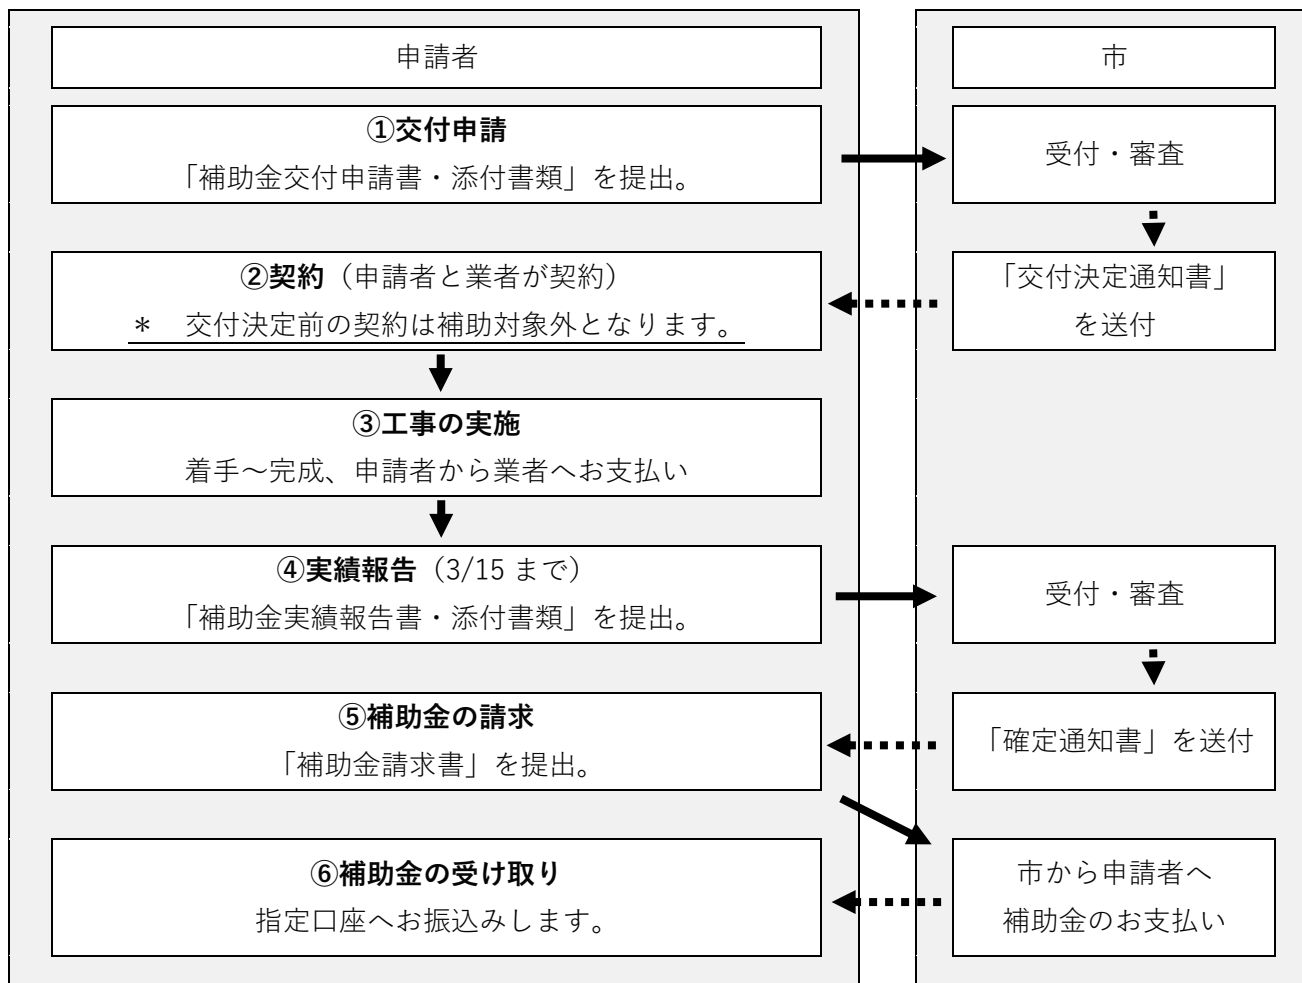 申請者
市
①交付申請
「補助金交付申請書・添付書類」を提出。
受付・審査
②契約（申請者と業者が契約）
＊　交付決定前の契約は補助対象外となります。
「交付決定通知書」
を送付
③工事の実施
着手～完成、申請者から業者へお支払い
④実績報告（3/15 まで）
「補助金実績報告書・添付書類」を提出。
受付・審査
⑤補助金の請求
「補助金請求書」を提出。
「確定通知書」を送付
⑥補助金の受け取り
指定口座へお振込みします。
市から申請者へ
補助金のお支払い